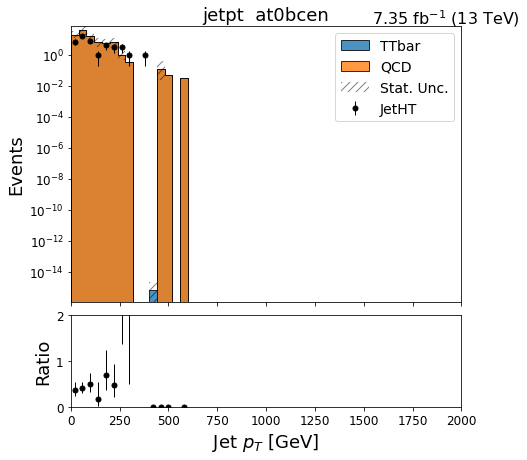 jetpt  at0bcen
7.35 fb⁻¹ (13 TeV)
TTbar
QCD
Stat. Unc.
JetHT
Events
10⁰
10⁻²
10⁻⁴
10⁻⁶
10⁻⁸
10⁻¹⁰
10⁻¹²
10⁻¹⁴
Ratio
2
1
0
0 250 500 750 1000 1250 1500 1750 2000
Jet p_T [GeV]